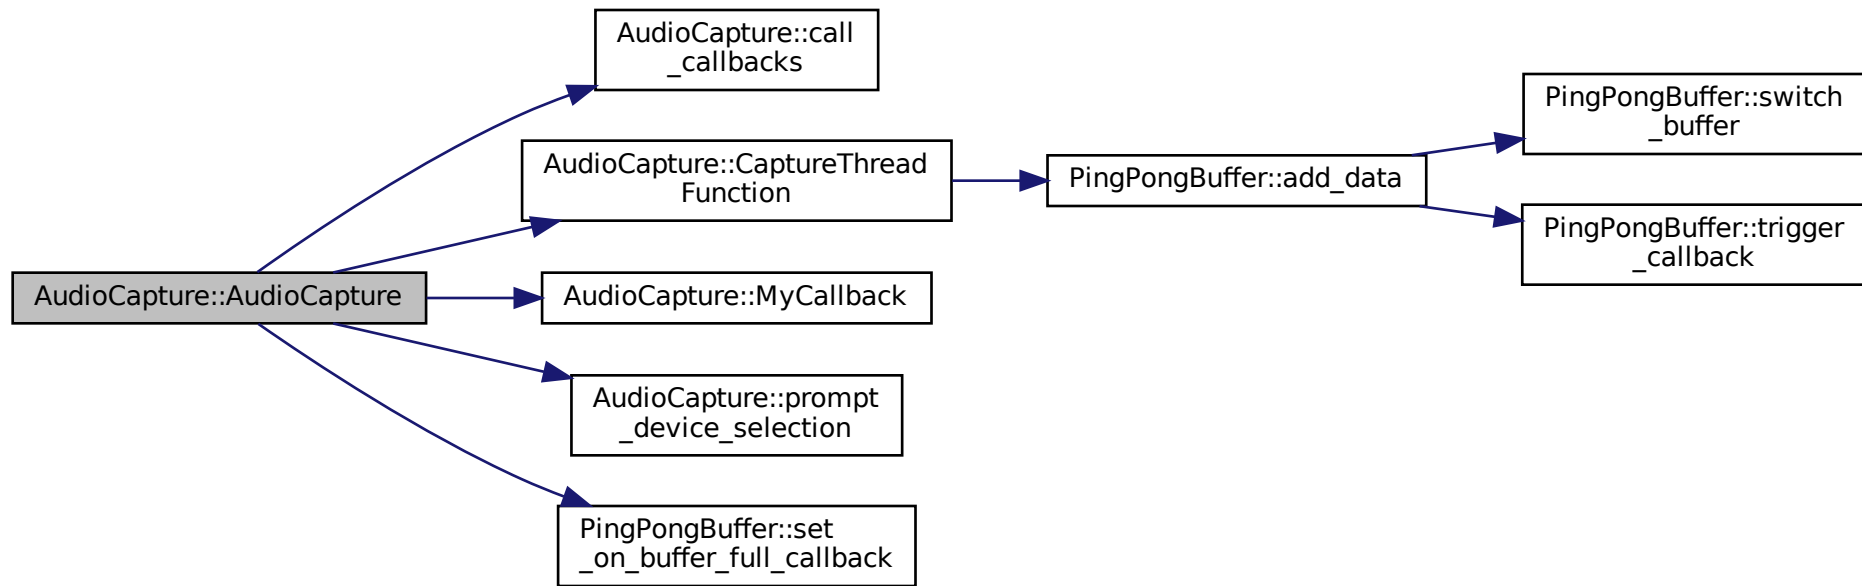 AudioCapture::call
_callbacks
AudioCapture::CaptureThread
Function
AudioCapture::AudioCapture
AudioCapture::MyCallback
AudioCapture::prompt
_device_selection
PingPongBuffer::set
_on_buffer_full_callback
PingPongBuffer::add_data
PingPongBuffer::switch
_buffer
PingPongBuffer::trigger
_callback